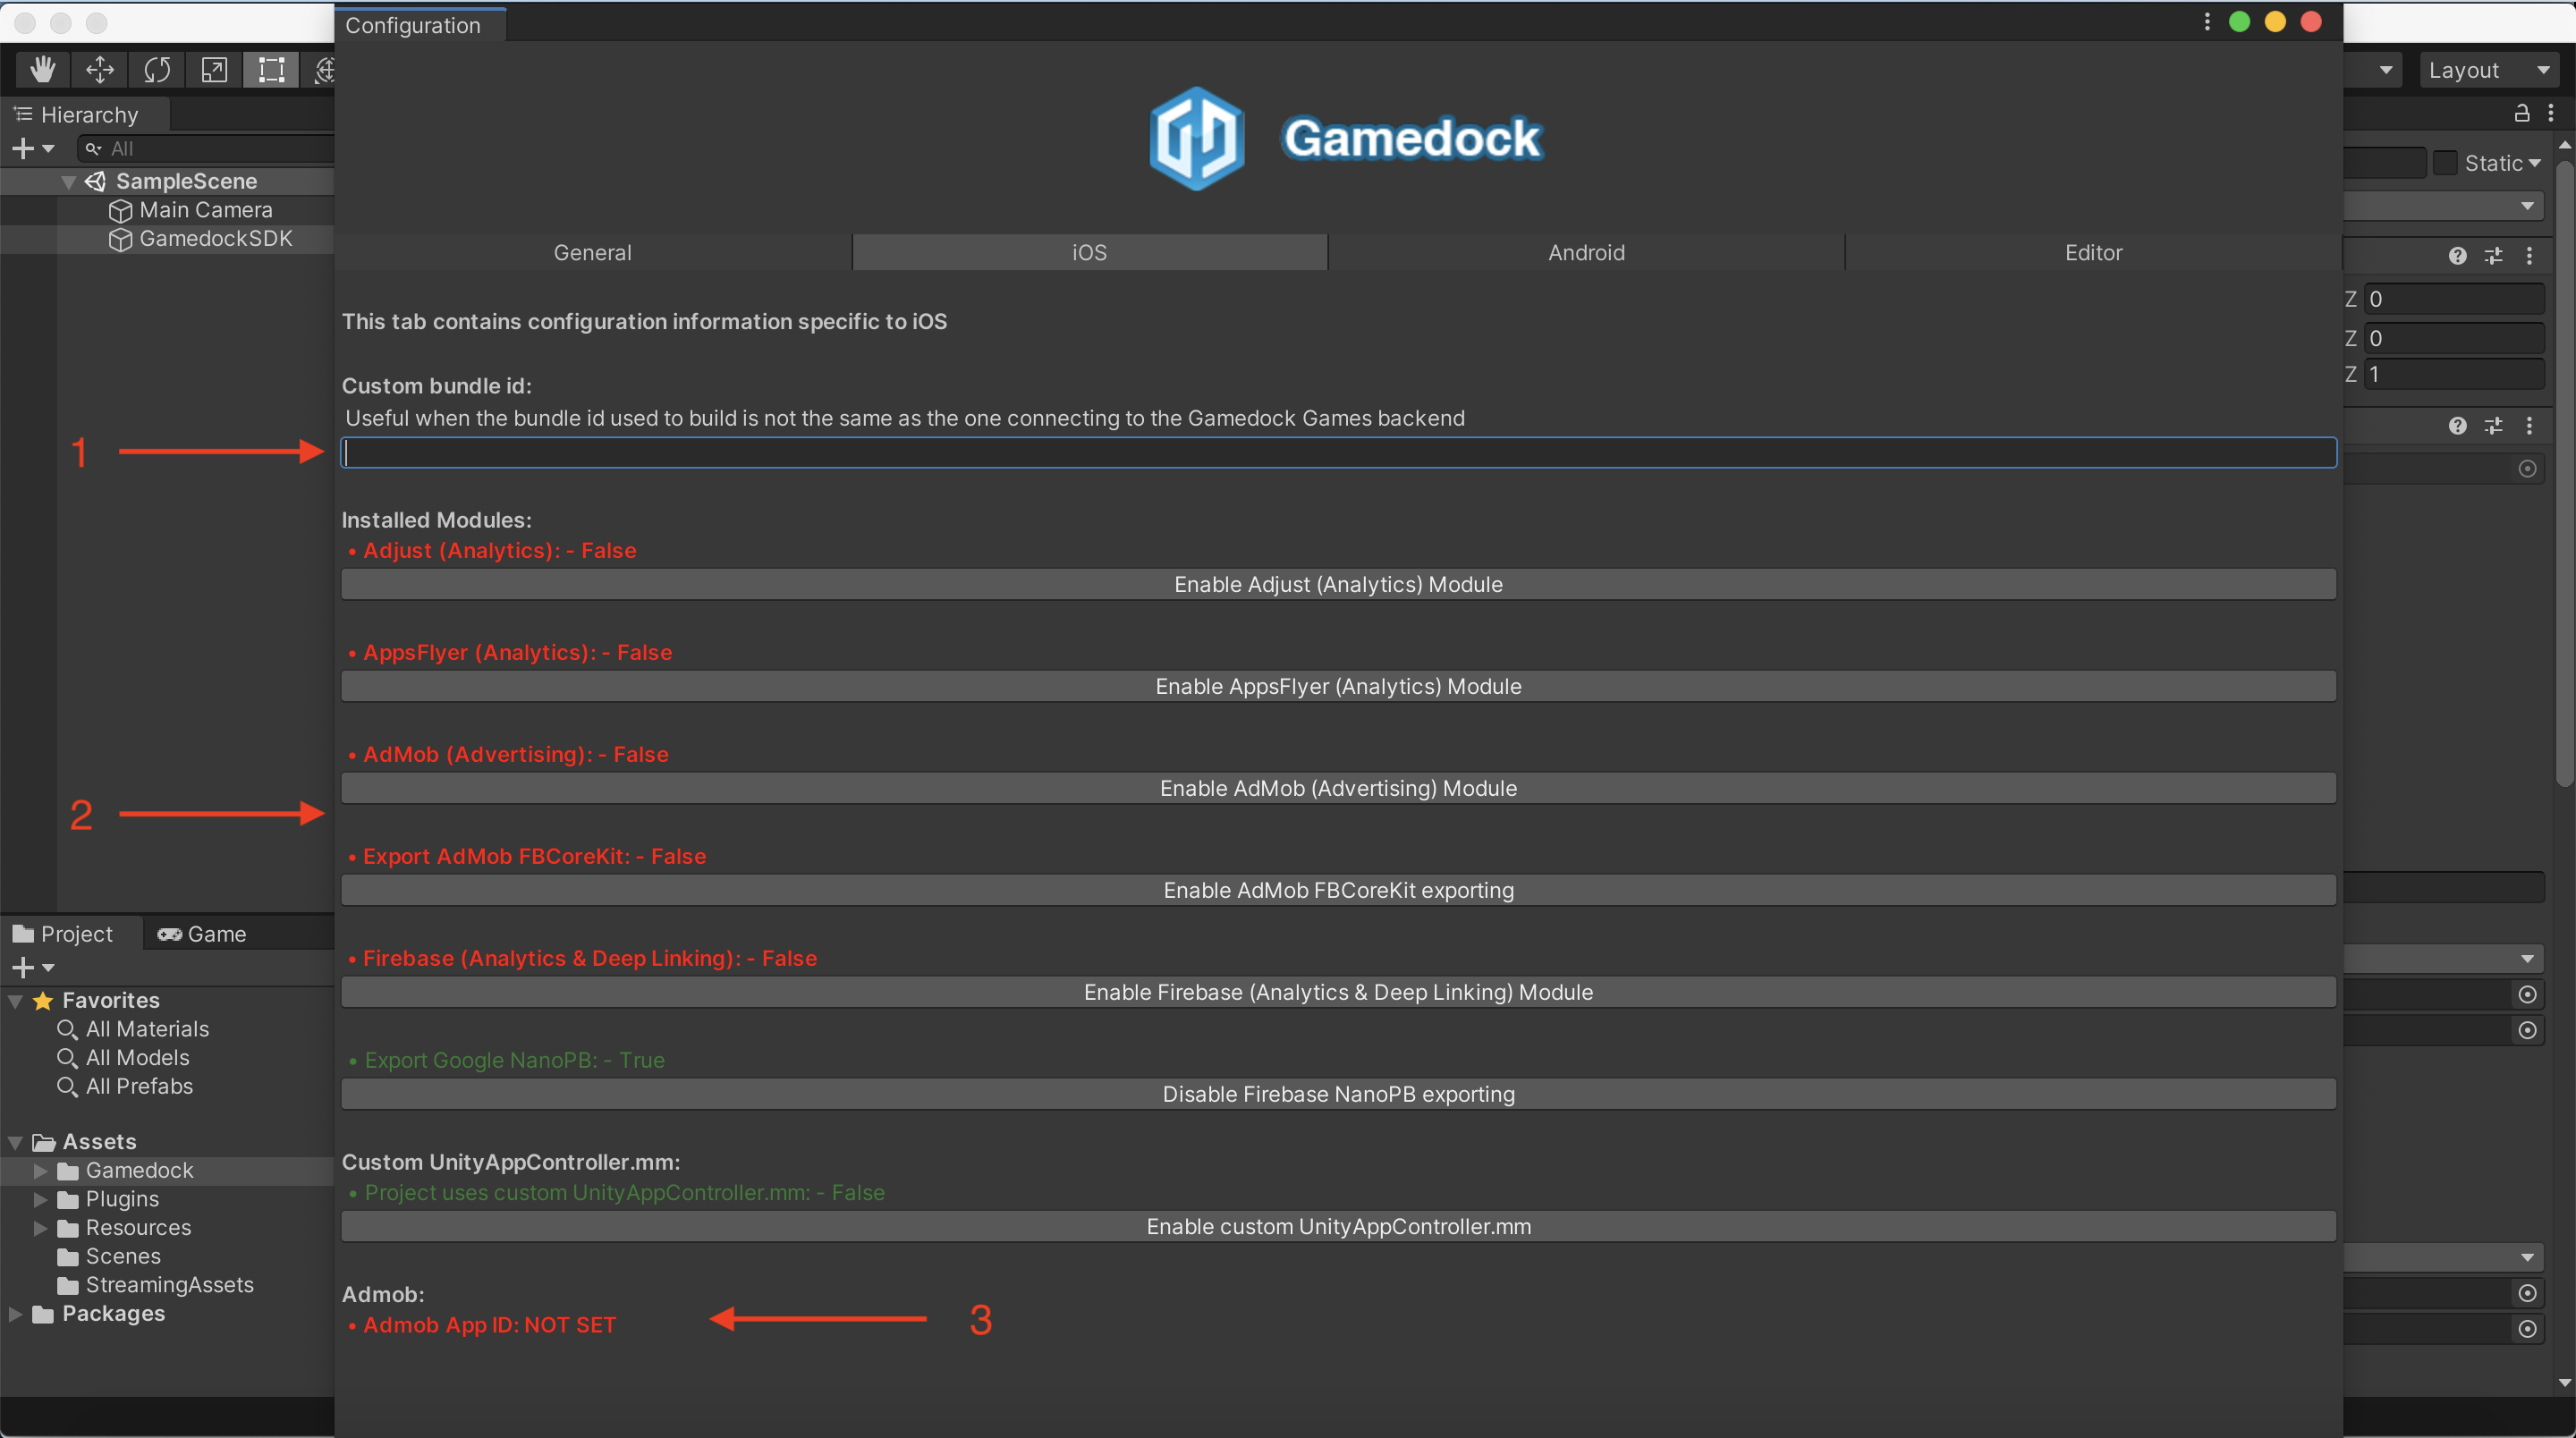 Configuration
Layout
Hierarchy
All
SampleScene
Main Camera
GamedockSDK
Gamedock
Static
General
iOS
Android
Editor
Z 0
Z 0
Z 1
This tab contains configuration information specific to iOS
Custom bundle id:
Useful when the bundle id used to build is not the same as the one connecting to the Gamedock Games backend
1
Installed Modules:
• Adjust (Analytics): - False
Enable Adjust (Analytics) Module
• AppsFlyer (Analytics): - False
Enable AppsFlyer (Analytics) Module
• AdMob (Advertising): - False
Enable AdMob (Advertising) Module
2
• Export AdMob FBCoreKit: - False
Enable AdMob FBCoreKit exporting
• Firebase (Analytics & Deep Linking): - False
Enable Firebase (Analytics & Deep Linking) Module
• Export Google NanoPB: - True
Disable Firebase NanoPB exporting
Custom UnityAppController.mm:
• Project uses custom UnityAppController.mm: - False
Enable custom UnityAppController.mm
Admob:
• Admob App ID: NOT SET
3
Project
Game
Favorites
All Materials
All Models
All Prefabs
Assets
Gamedock
Plugins
Resources
Scenes
StreamingAssets
Packages